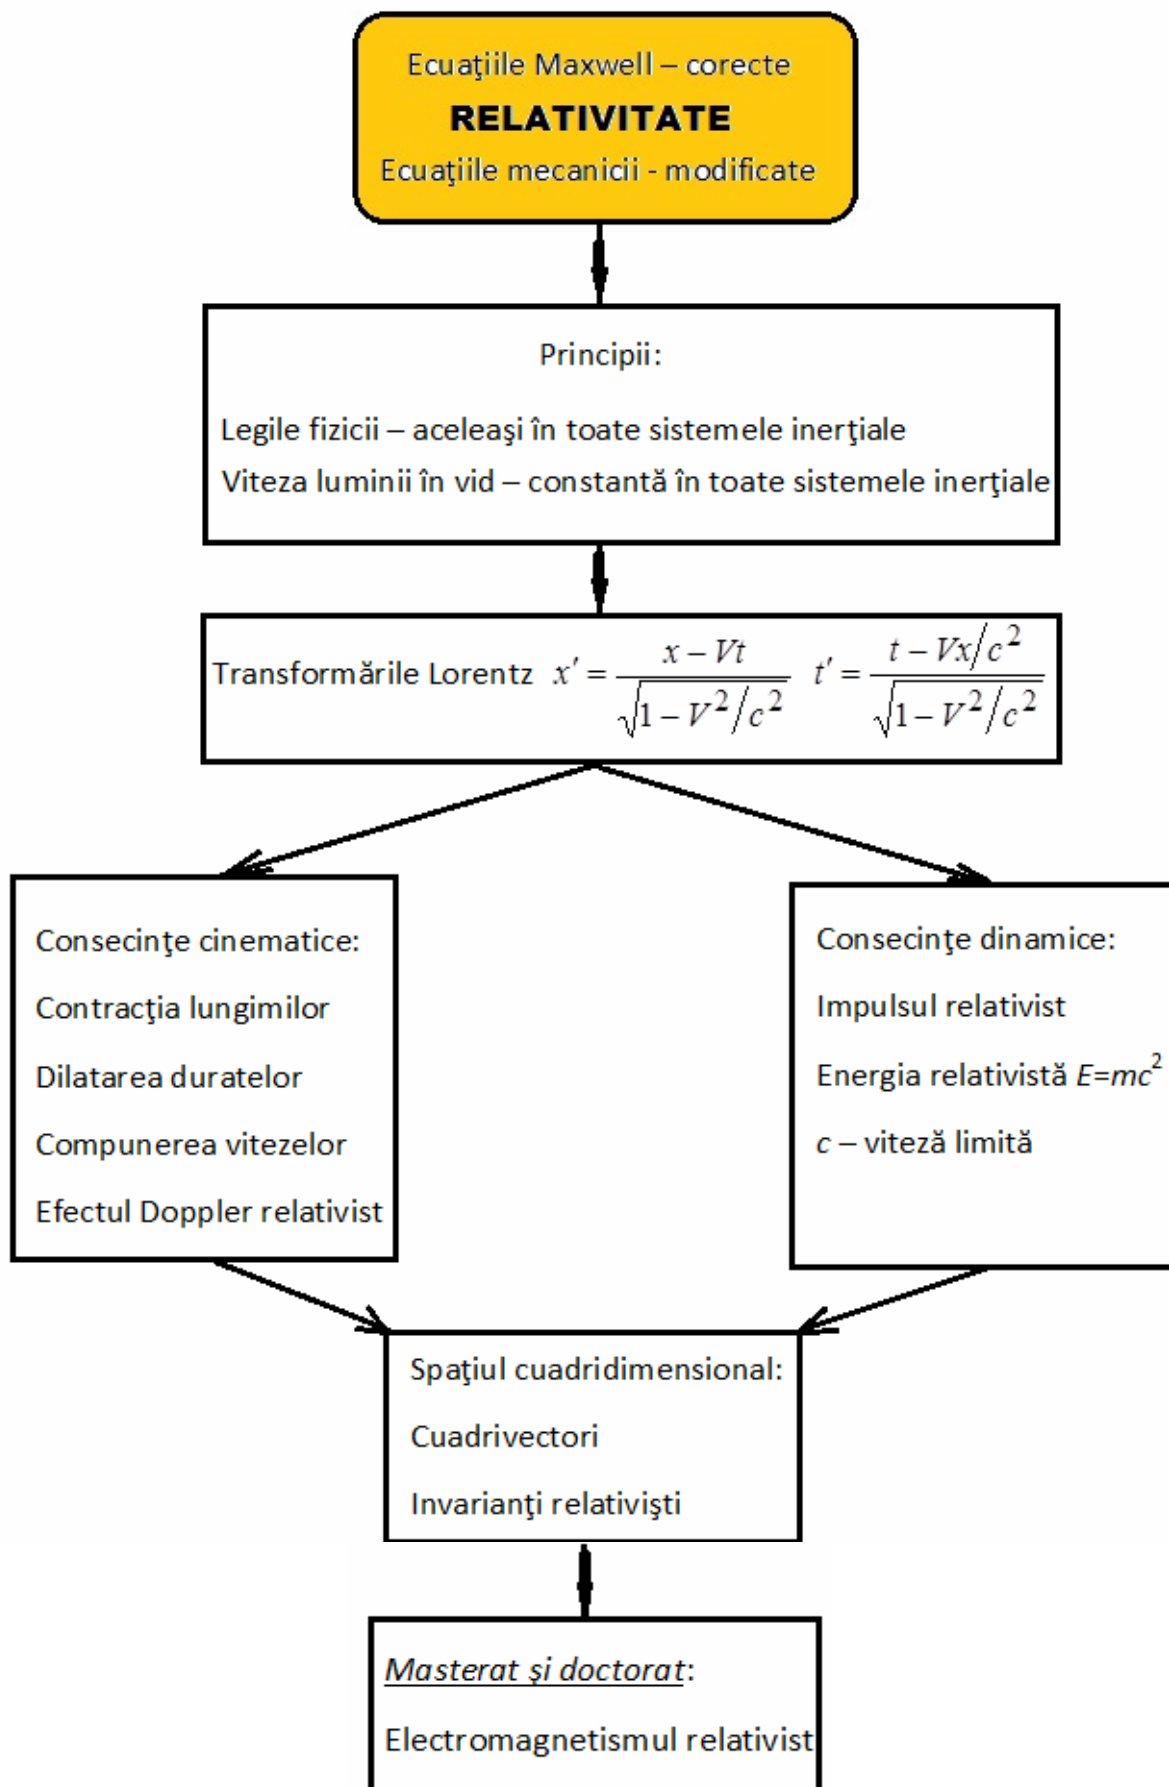 Ecuaţiile Maxwell – corecte
RELATIVITATE
Ecuaţiile mecanicii - modificate
Principii:
Legile fizicii – aceleaşi în toate sistemele inerţiale
Viteza luminii în vid – constantă în toate sistemele inerţiale
Transformările Lorentz x' = (x – Vt) / √(1 – V²/c²) t' = (t – Vx/c²) / √(1 – V²/c²)
Consecinţe cinematice:
Contracţia lungimilor
Dilatarea duratelor
Compunerea vitezelor
Efectul Doppler relativist
Consecinţe dinamice:
Impulsul relativist
Energia relativistă E=mc²
c – viteză limită
Spaţiul cuadridimensional:
Cuadrivectori
Invarianţi relativişti
Masterat şi doctorat:
Electromagnetismul relativist